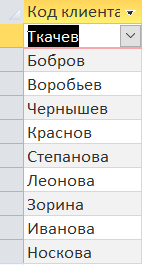 Код клиента
Ткачев
Бобров
Воробьев
Чернышев
Краснов
Степанова
Леонова
Зорина
Иванова
Носкова